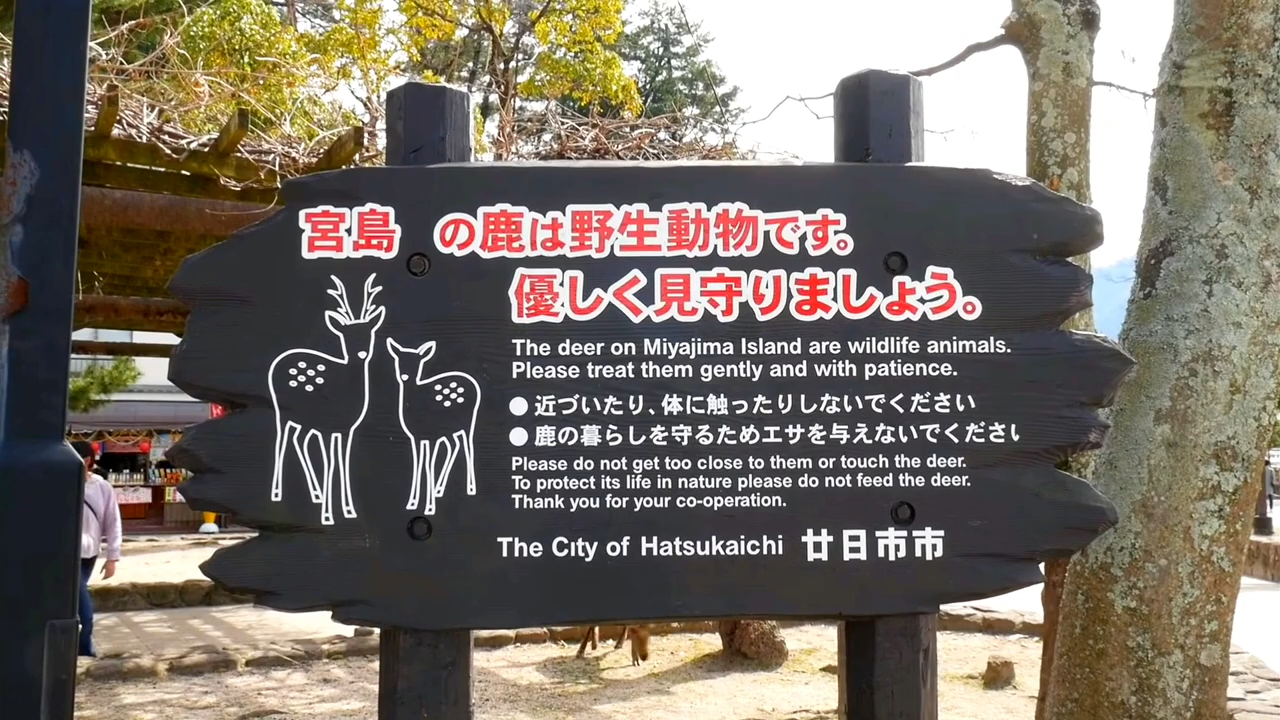 宮島 の鹿は野生動物です。
優しく見守りましょう。
The deer on Miyajima Island are wildlife animals.
Please treat them gently and with patience.
● 近づいたり、体に触ったりしないでください
● 鹿の暮らしを守るためエサを与えないでください
Please do not get too close to them or touch the deer.
To protect its life in nature please do not feed the deer.
Thank you for your co-operation.
The City of Hatsukaichi 廿日市市